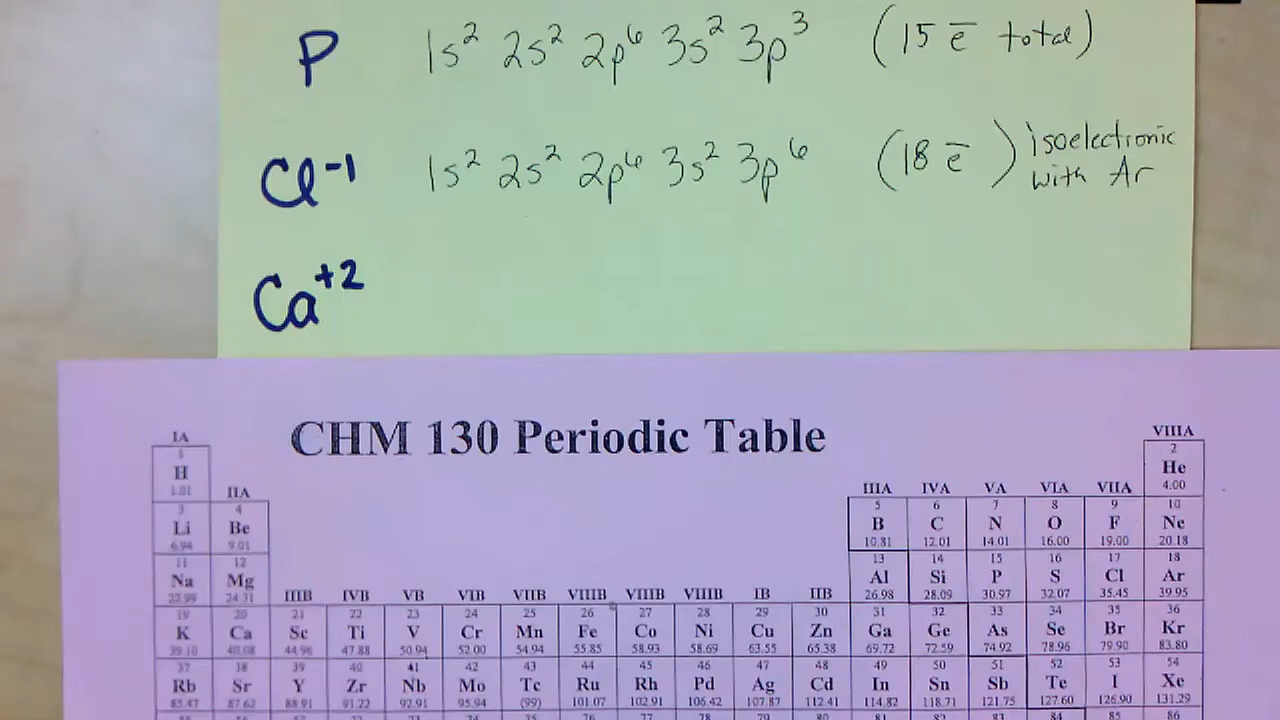 P 1s² 2s² 2p⁶ 3s² 3p³ (15 e̅ total)
Cl⁻¹ 1s² 2s² 2p⁶ 3s² 3p⁶ (18 e̅ ) isoelectronic
with Ar
Ca⁺²
CHM 130 Periodic Table
IA VIIIA
1 2
H He
1.01 IIA IIIA IVA VA VIA VIIA 4.00
3 4 5 6 7 8 9 10
Li Be B C N O F Ne
6.94 9.01 10.81 12.01 14.01 16.00 19.00 20.18
11 12 13 14 15 16 17 18
Na Mg Al Si P S Cl Ar
22.99 24.31 IIIB IVB VB VIB VIIB VIIIB VIIIB VIIIB IB IIB 26.98 28.09 30.97 32.07 35.45 39.95
19 20 21 22 23 24 25 26 27 28 29 30 31 32 33 34 35 36
K Ca Sc Ti V Cr Mn Fe Co Ni Cu Zn Ga Ge As Se Br Kr
39.10 40.08 44.96 47.88 50.94 52.00 54.94 55.85 58.93 58.69 63.55 65.38 69.72 72.59 74.92 78.96 79.90 83.80
37 38 39 40 41 42 43 44 45 46 47 48 49 50 51 52 53 54
Rb Sr Y Zr Nb Mo Tc Ru Rh Pd Ag Cd In Sn Sb Te I Xe
85.47 87.62 88.91 91.22 92.91 95.94 (99) 101.07 102.91 106.42 107.87 112.41 114.82 118.71 121.75 127.60 126.90 131.29
84 85 86